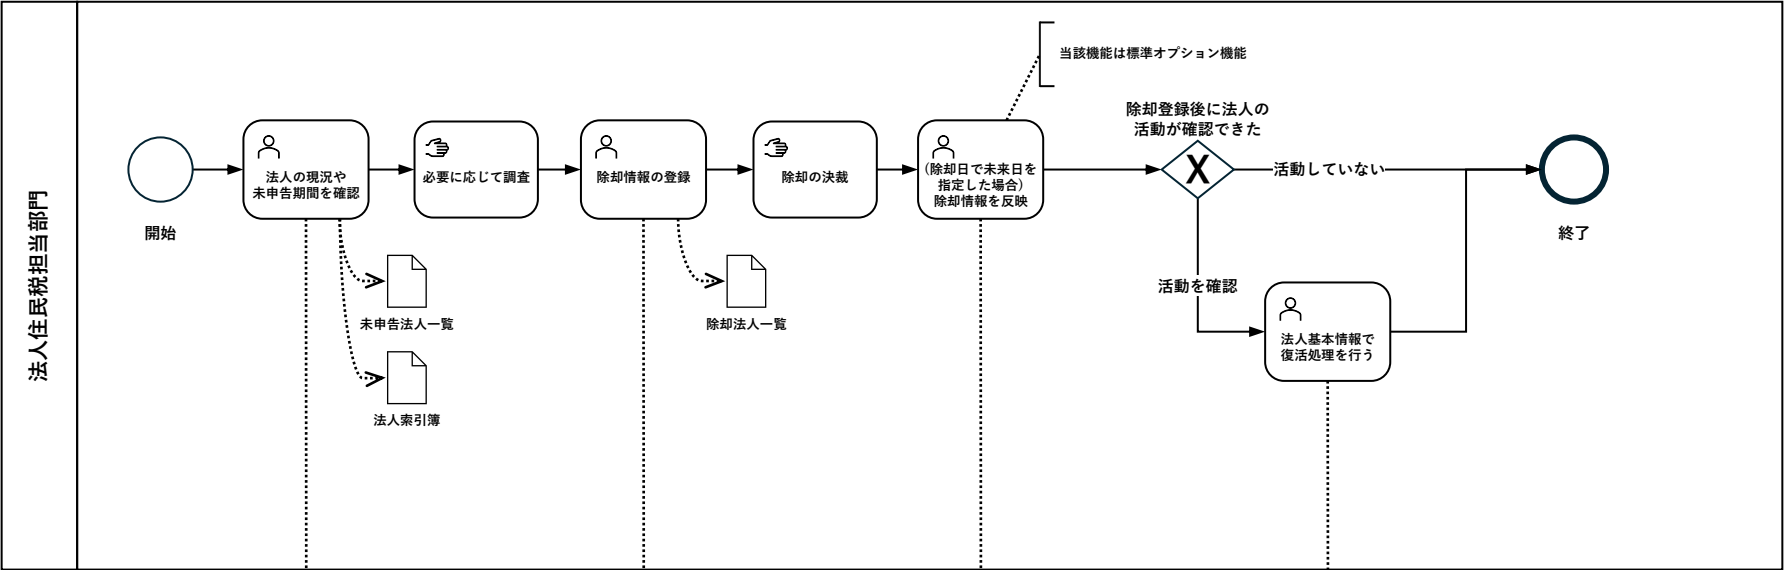 法人住民税担当部門
開始
法人の現況や
未申告期間を確認
未申告法人一覧
法人索引簿
必要に応じて調査
除却情報の登録
除却法人一覧
除却の決裁
(除却日で未来日を
指定した場合)
除却情報を反映
当該機能は標準オプション機能
除却登録後に法人の
活動が確認できた
X
活動していない
活動を確認
法人基本情報で
復活処理を行う
終了